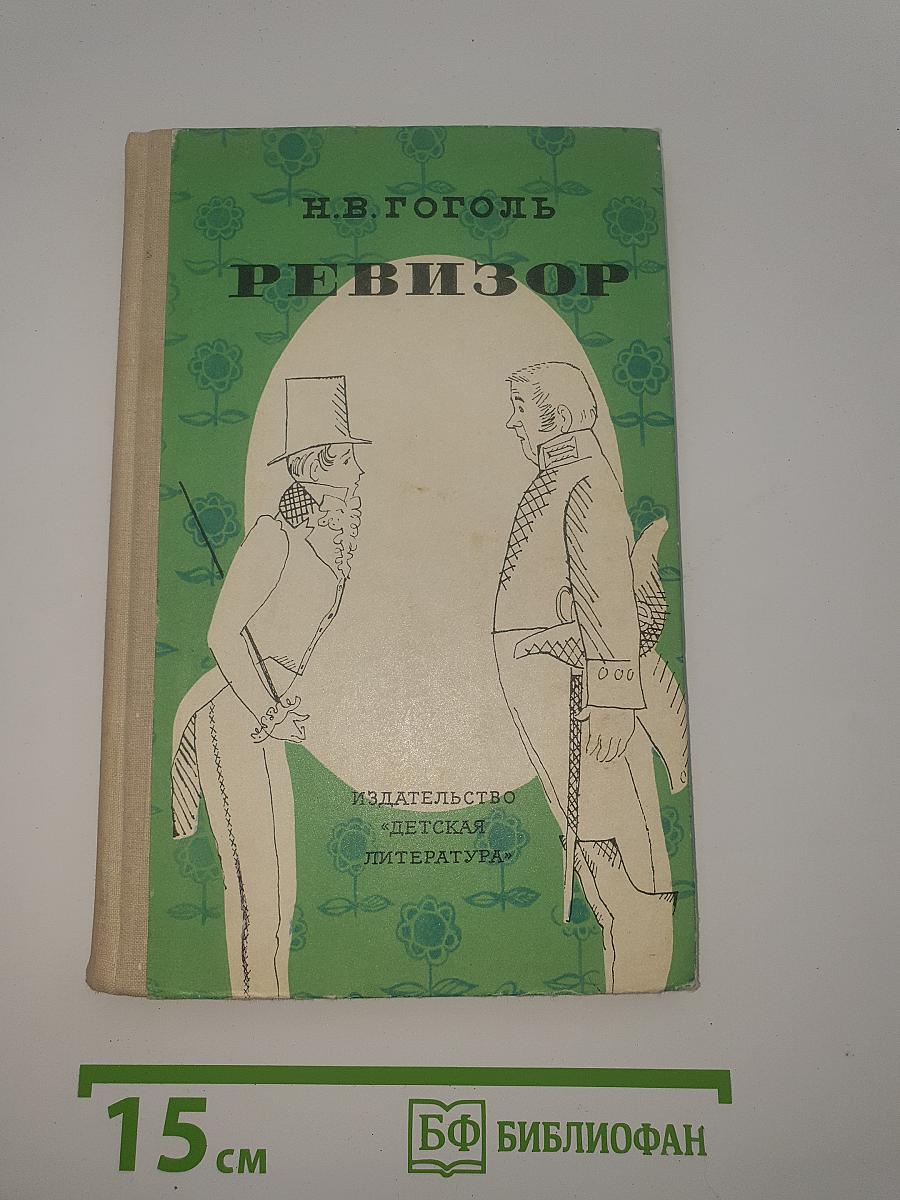 Н.В.ГОГОЛЬ
РЕВИЗОР
ИЗДАТЕЛЬСТВО
«ДЕТСКАЯ
ЛИТЕРАТУРА»
15 см
БФ БИБЛИОФАН